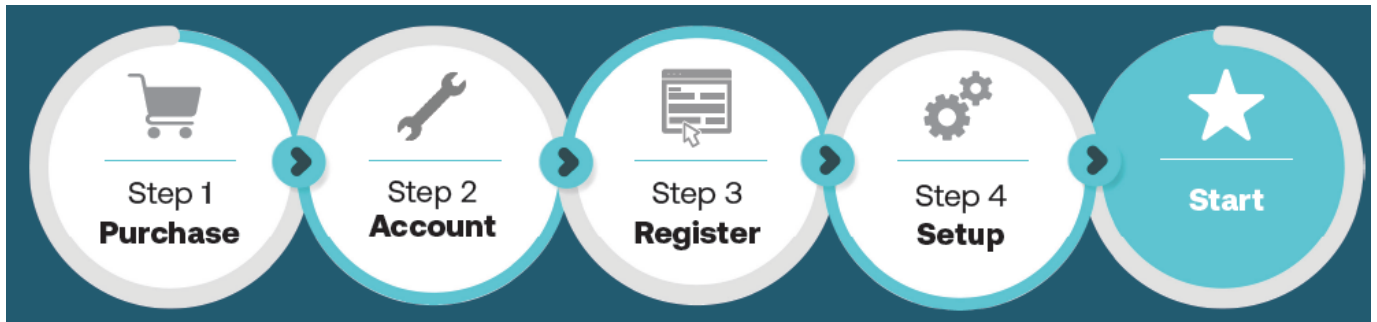 Step 1
Purchase
Step 2
Account
Step 3
Register
Step 4
Setup
Start